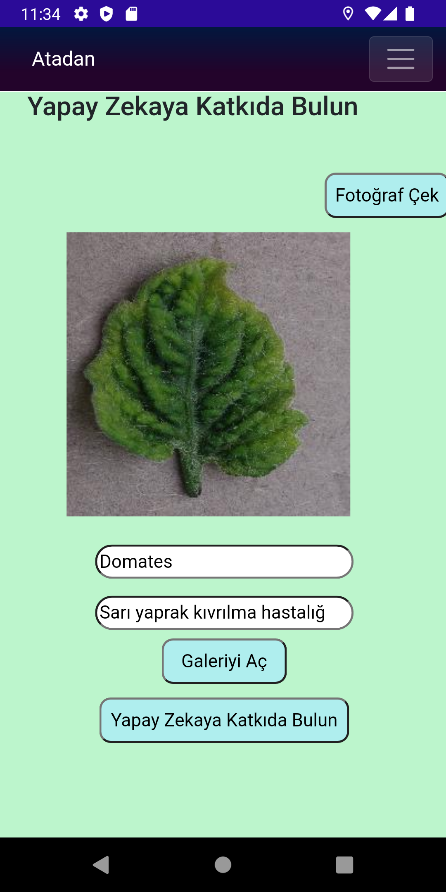 11:34
Atadan
Yapay Zekaya Katkıda Bulun
Fotoğraf Çek
Domates
Sarı yaprak kıvrılma hastalığ
Galeriyi Aç
Yapay Zekaya Katkıda Bulun